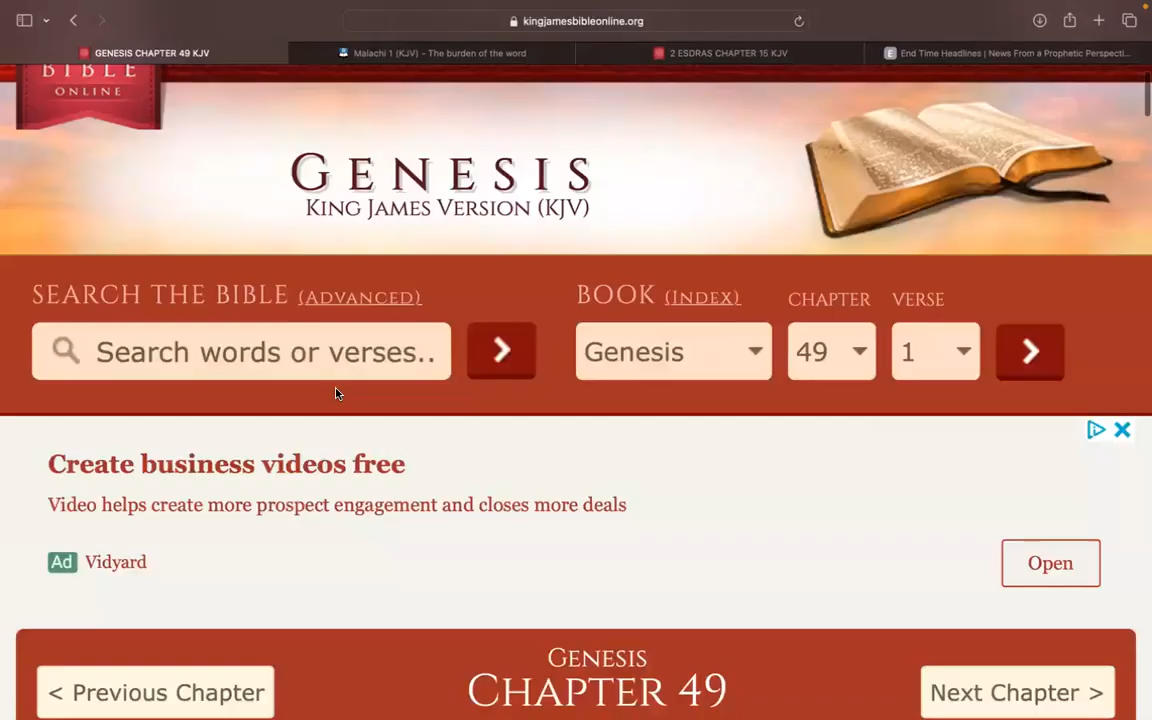 kingjamesbibleonline.org
GENESIS CHAPTER 49 KJV
Malachi 1 (KJV) - The burden of the word
2 ESDRAS CHAPTER 15 KJV
End Time Headlines | News From a Prophetic Perspecti...
BIBLE
ONLINE
GENESIS
KING JAMES VERSION (KJV)
SEARCH THE BIBLE (ADVANCED)
BOOK (INDEX) CHAPTER VERSE
Search words or verses..
Genesis 49 1
Create business videos free
Video helps create more prospect engagement and closes more deals
Ad Vidyard
Open
GENESIS
< Previous Chapter CHAPTER 49 Next Chapter >